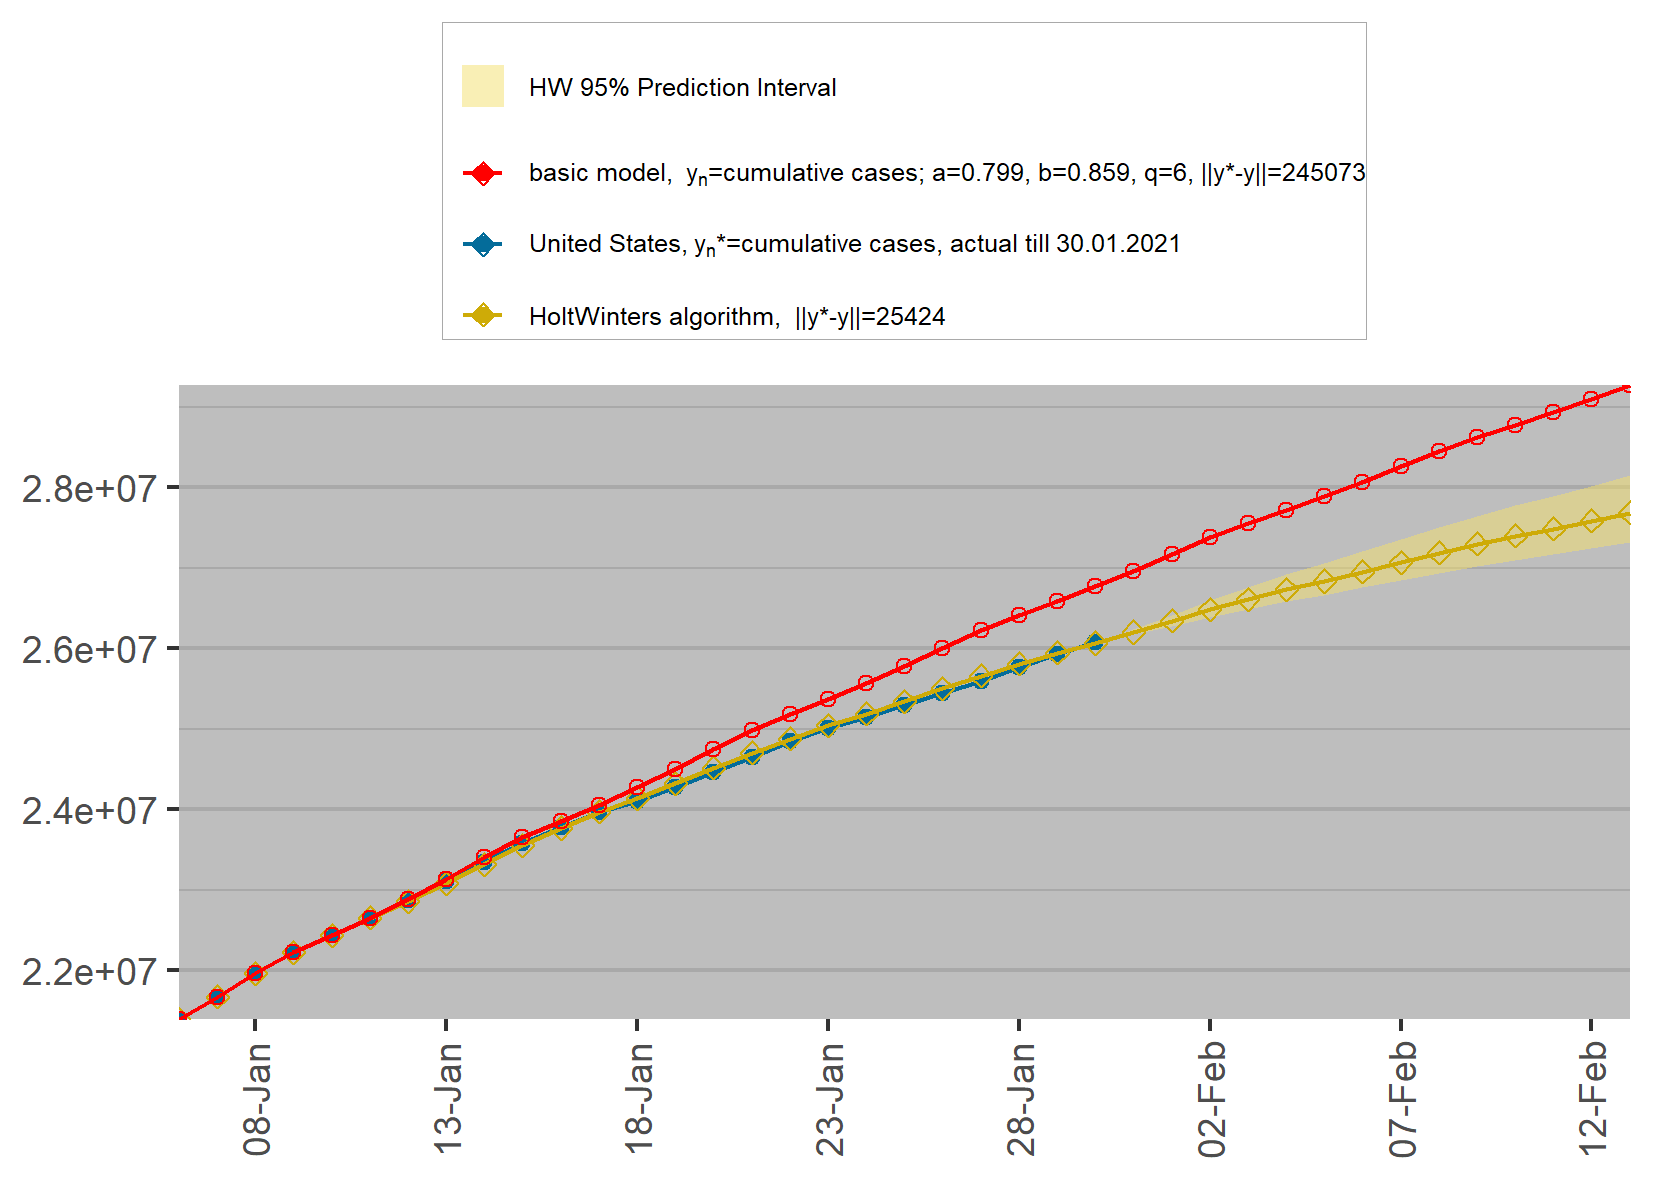 HW 95% Prediction Interval
basic model, yn=cumulative cases; a=0.799, b=0.859, q=6, ||y*-y||=245073
United States, yn*=cumulative cases, actual till 30.01.2021
HoltWinters algorithm, ||y*-y||=25424
2.8e+07
2.6e+07
2.4e+07
2.2e+07
08-Jan
13-Jan
18-Jan
23-Jan
28-Jan
02-Feb
07-Feb
12-Feb